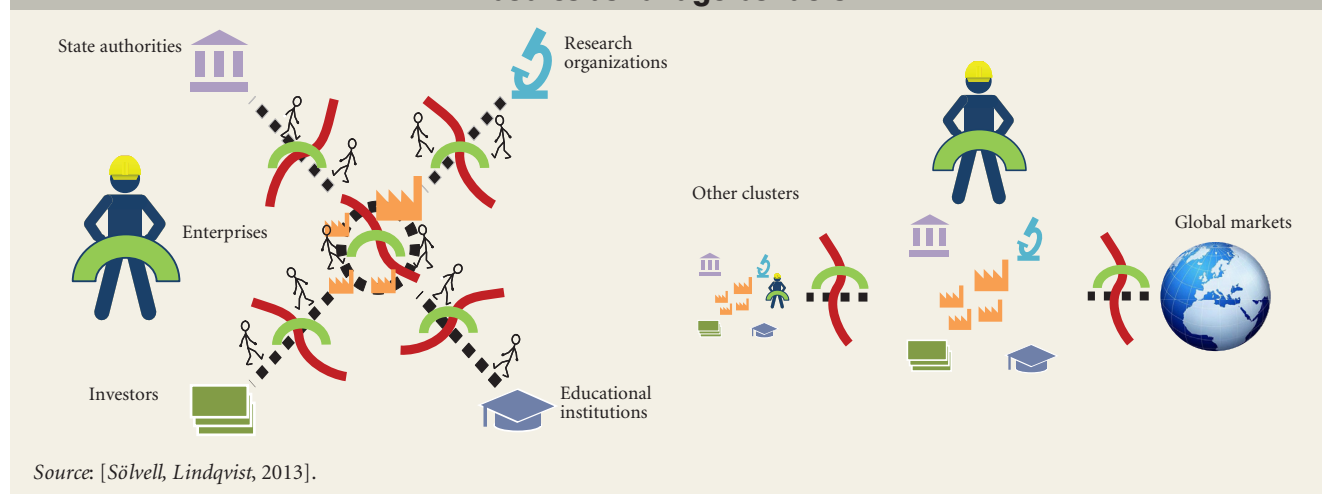 State authorities
Research
organizations
Enterprises
Investors
Educational
institutions
Other clusters
Global markets
Source: [Sölvell, Lindqvist, 2013].